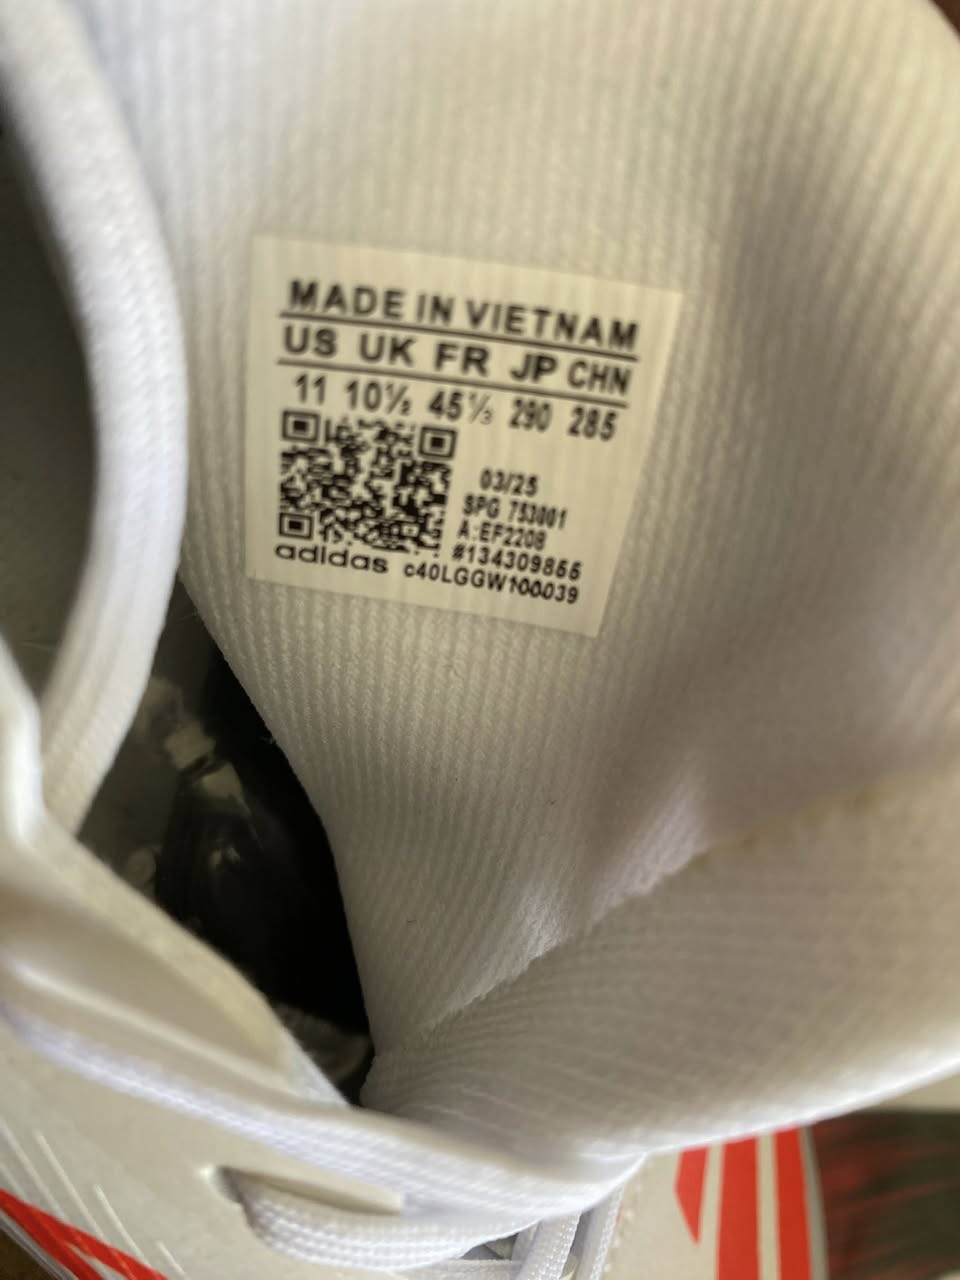 MADE IN VIETNAM
US UK FR JP CHN
11 10½ 45⅓ 290 285
03/25
SPG 753001
A:EF2208
#134309855
adidas c40LGGW100039